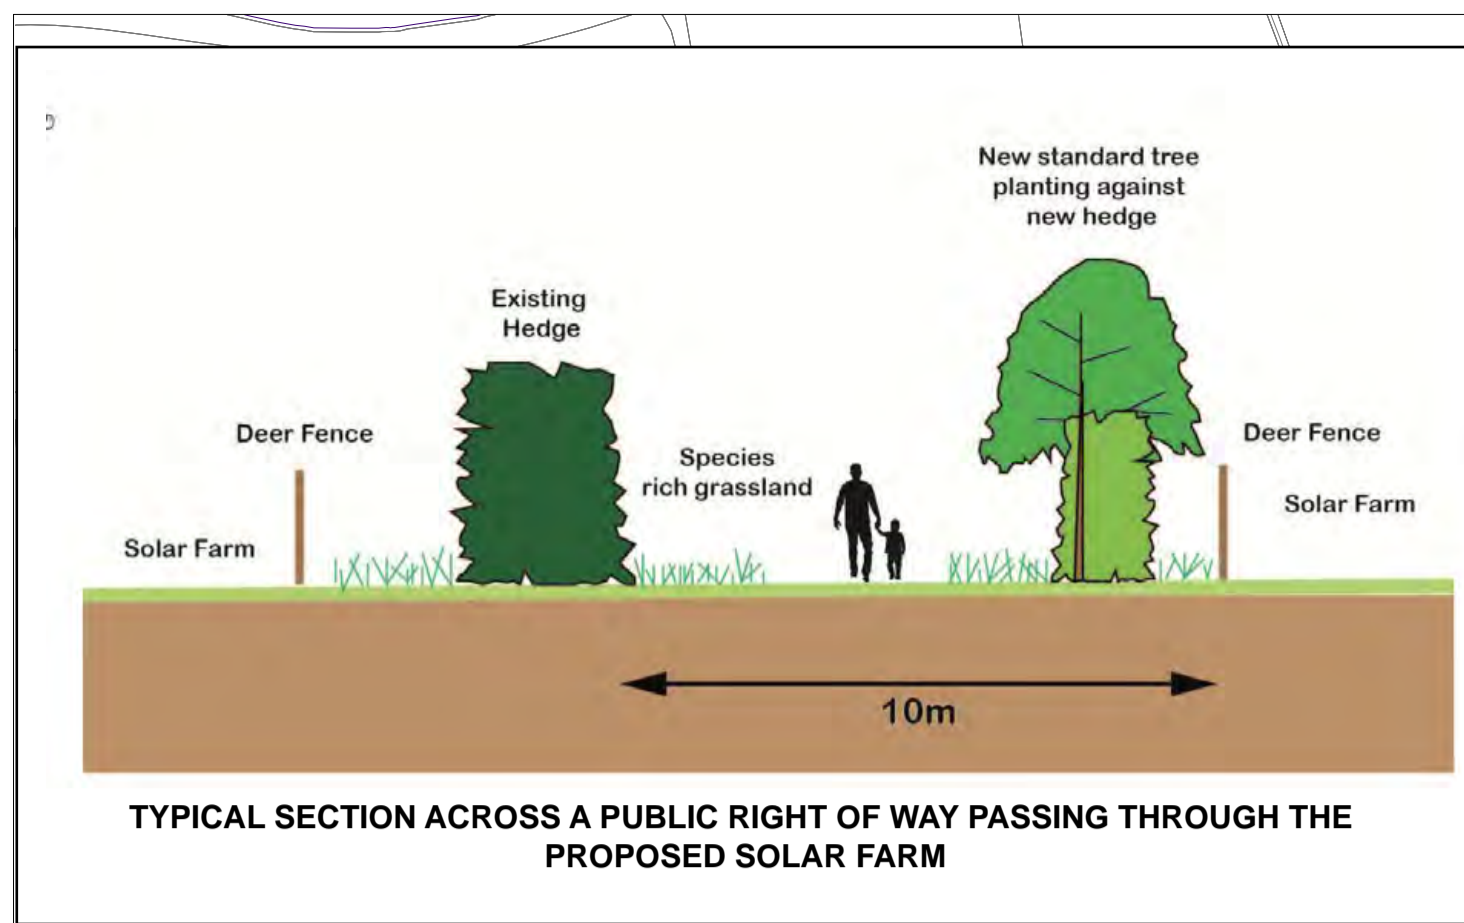 New standard tree
planting against
new hedge
Existing
Hedge
Deer Fence
Species
rich grassland
Deer Fence
Solar Farm
Solar Farm
10m
TYPICAL SECTION ACROSS A PUBLIC RIGHT OF WAY PASSING THROUGH THE
PROPOSED SOLAR FARM